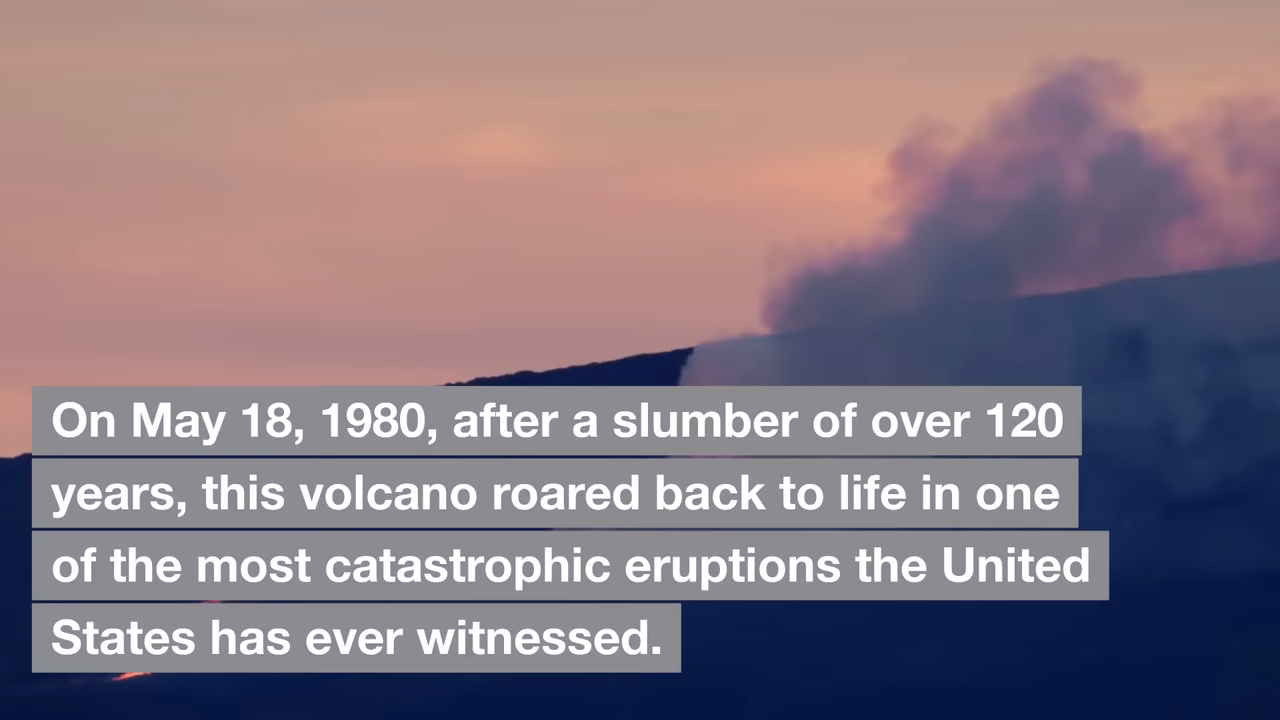 On May 18, 1980, after a slumber of over 120
years, this volcano roared back to life in one
of the most catastrophic eruptions the United
States has ever witnessed.